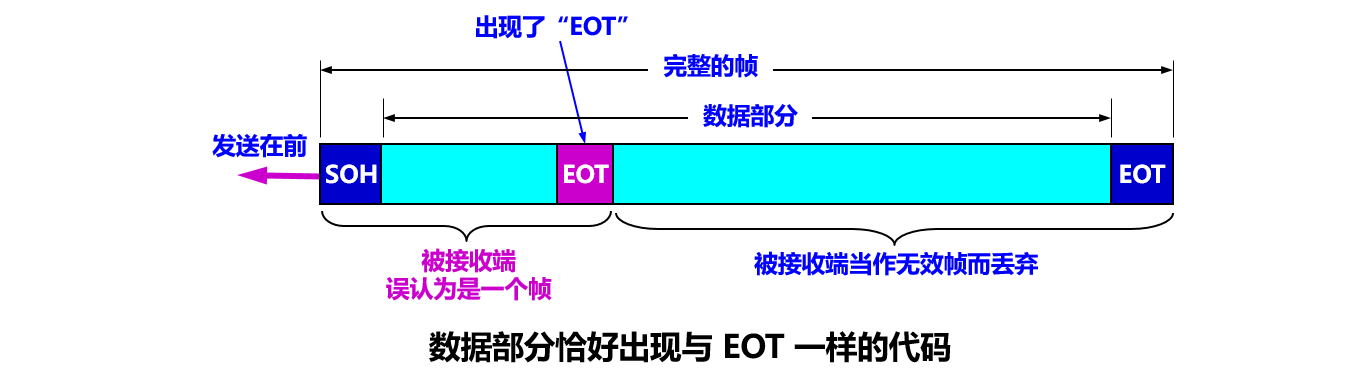 出现了 “EOT”
完整的帧
数据部分
发送在前
SOH
EOT
EOT
被接收端
误认为是一个帧
被接收端当作无效帧而丢弃
数据部分恰好出现与 EOT 一样的代码